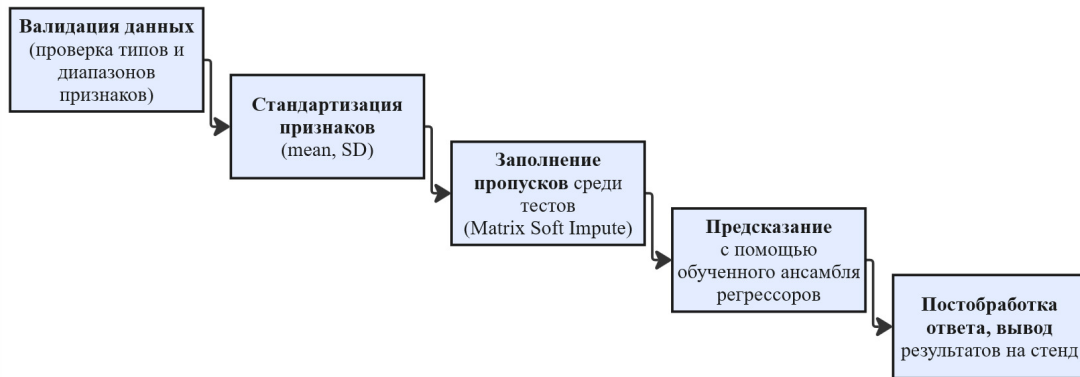 Валидация данных
(проверка типов и
диапазонов
признаков)
Стандартизация
признаков
(mean, SD)
Заполнение
пропусков среди
тестов
(Matrix Soft Impute)
Предсказание
с помощью
обученного ансамбля
регрессоров
Постобработка
ответа, вывод
результатов на стенд